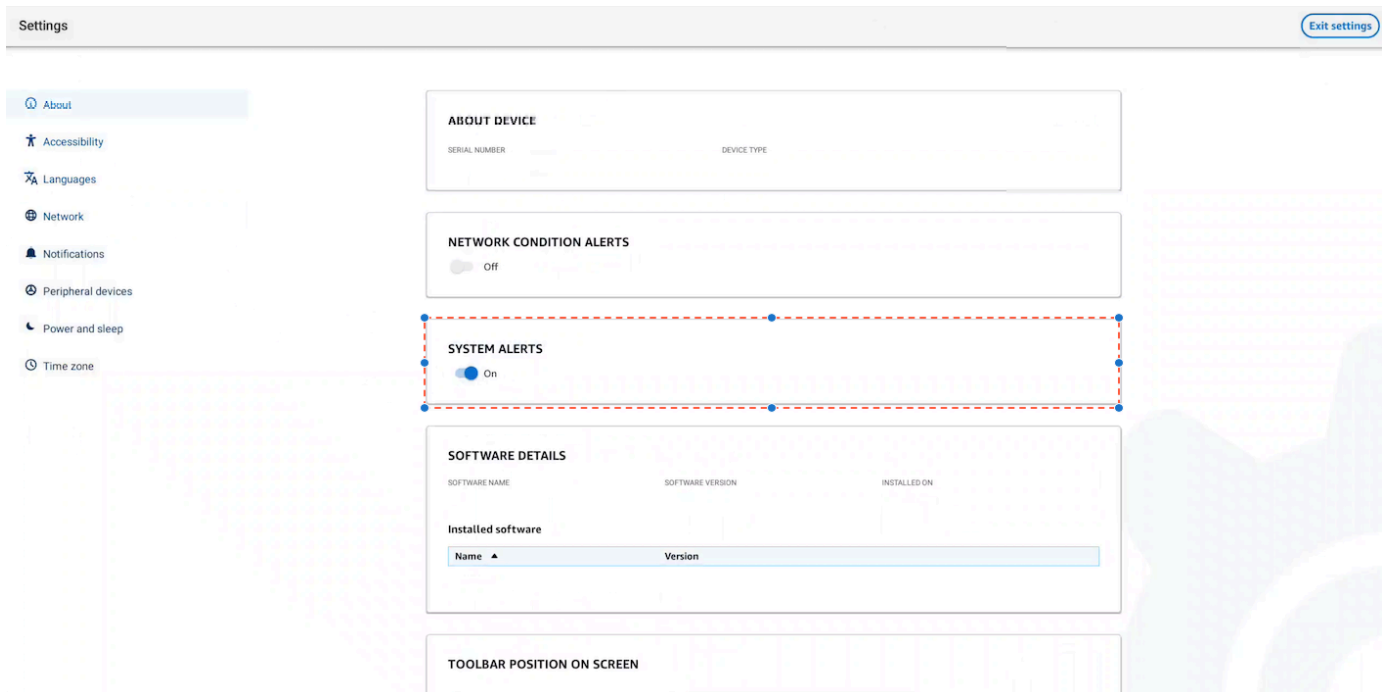 Settings
Exit settings
About
Accessibility
Languages
Network
Notifications
Peripheral devices
Power and sleep
Time zone
ABOUT DEVICE
SERIAL NUMBER DEVICE TYPE
NETWORK CONDITION ALERTS
Off
SYSTEM ALERTS
On
SOFTWARE DETAILS
SOFTWARE NAME SOFTWARE VERSION INSTALLED ON
Installed software
Name Version
TOOLBAR POSITION ON SCREEN